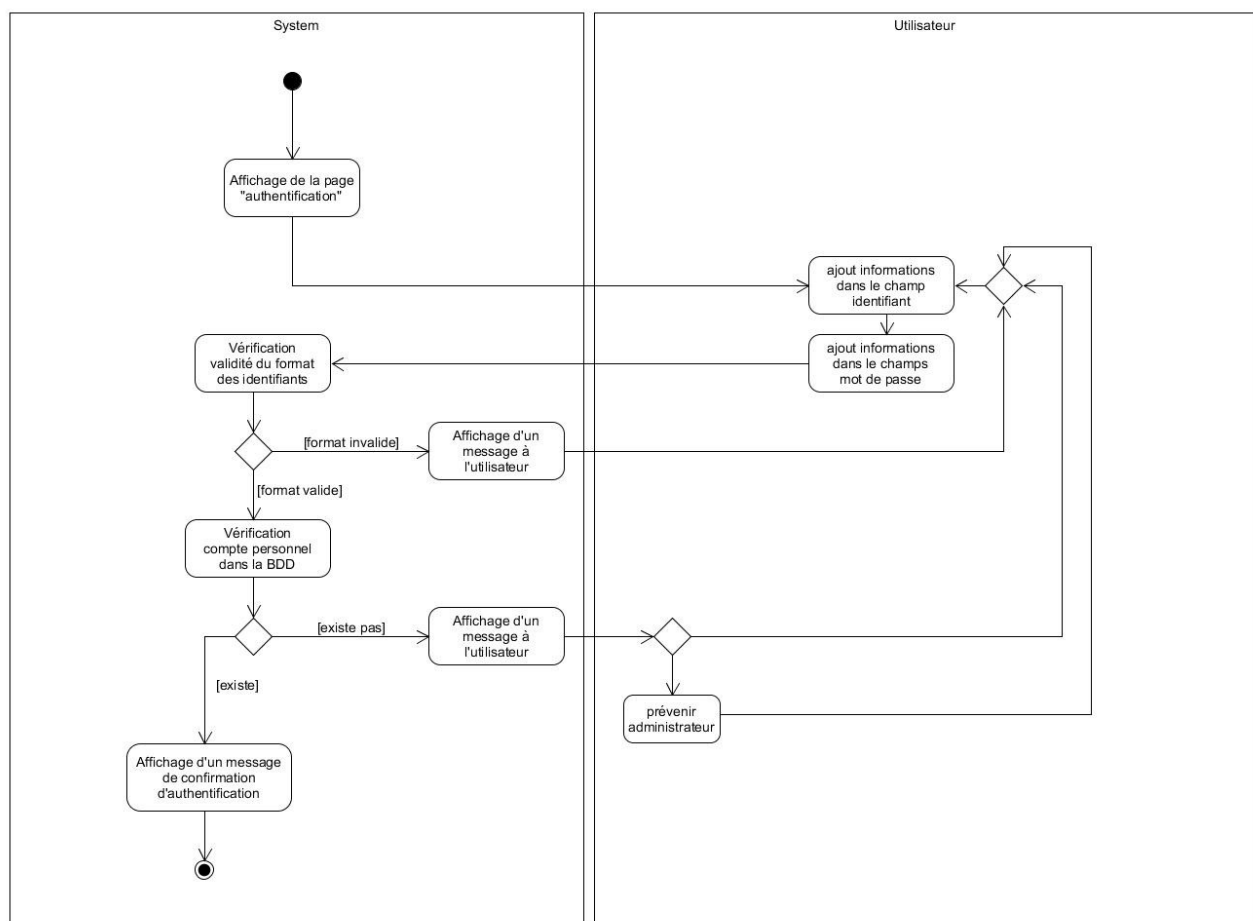 System
Utilisateur
Affichage de la page
"authentification"
ajout informations
dans le champ
identifiant
Vérification
validité du format
des identifiants
ajout informations
dans le champs
mot de passe
[format invalide]
Affichage d'un
message à
l'utilisateur
[format valide]
Vérification
compte personnel
dans la BDD
[existe pas]
Affichage d'un
message à
l'utilisateur
[existe]
prévenir
administrateur
Affichage d'un message
de confirmation
d'authentification